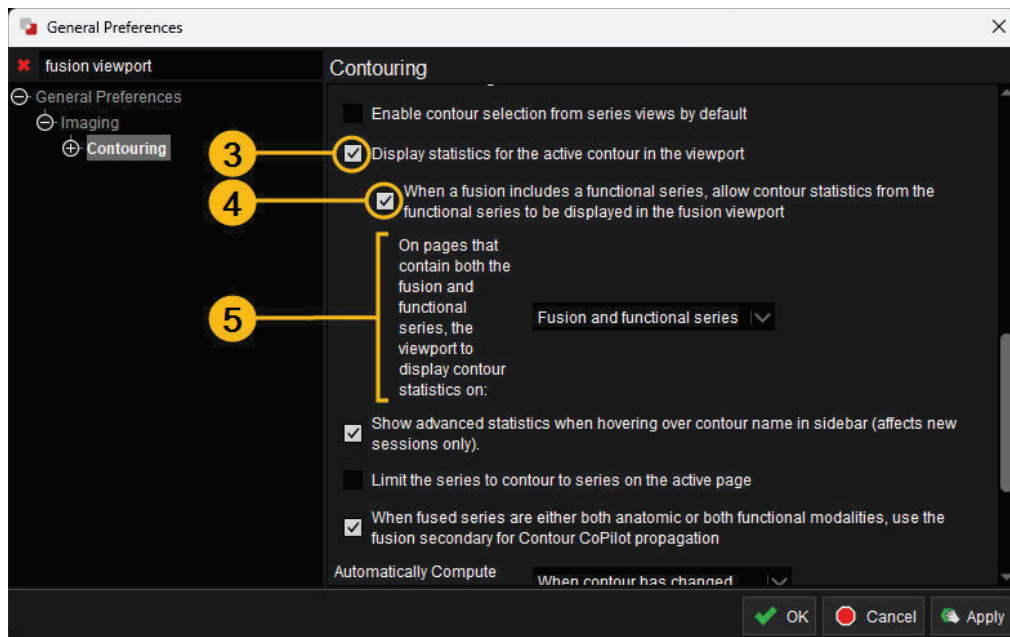 General Preferences
fusion viewport
General Preferences
Imaging
Contouring
Contouring
Enable contour selection from series views by default
3
Display statistics for the active contour in the viewport
4
When a fusion includes a functional series, allow contour statistics from the
functional series to be displayed in the fusion viewport
5
On pages that
contain both the
fusion and
functional
series, the
viewport to
display contour
statistics on:
Fusion and functional series
Show advanced statistics when hovering over contour name in sidebar (affects new
sessions only).
Limit the series to contour to series on the active page
When fused series are either both anatomic or both functional modalities, use the
fusion secondary for Contour CoPilot propagation
Automatically Compute
When contour has changed
OK
Cancel
Apply